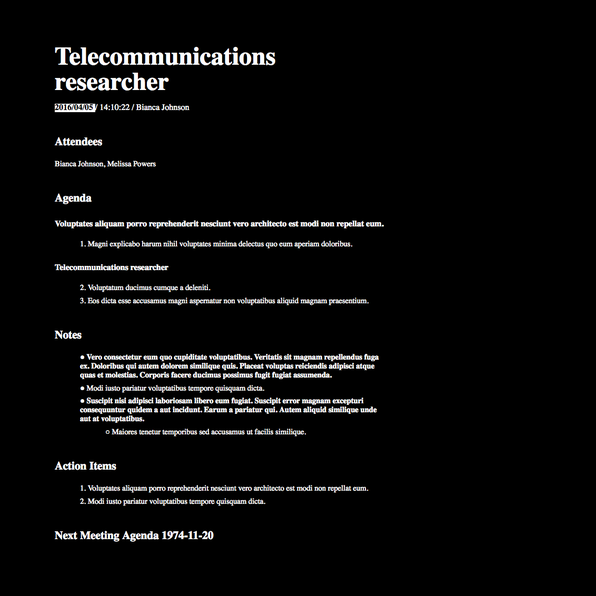 Telecommunications
researcher
2016/04/05/ 14:10:22 / Bianca Johnson
Attendees
Bianca Johnson, Melissa Powers
Agenda
Voluptates aliquam porro reprehenderit nesciunt vero architecto est modi non repellat eum.
1. Magni explicabo harum nihil voluptates minima delectus quo eum aperiam doloribus.
Telecommunications researcher
2. Voluptatum ducimus cumque a deleniti.
3. Eos dicta esse accusamus magni aspernatur non voluptatibus aliquid magnam praesentium.
Notes
● Vero consectetur eum quo cupiditate voluptatibus. Veritatis sit magnam repellendus fuga
ex. Doloribus qui autem dolorem similique quis. Placeat voluptas reiciendis adipisci atque
quas et molestias. Corporis facere ducimus possimus fugit fugiat assumenda.
● Modi iusto pariatur voluptatibus tempore quisquam dicta.
● Suscipit nisi adipisci laboriosam libero eum fugiat. Suscipit error magnam excepturi
consequuntur quidem a aut incidunt. Earum a pariatur qui. Autem aliquid similique unde
aut at voluptatibus.
○ Maiores tenetur temporibus sed accusamus ut facilis similique.
Action Items
1. Voluptates aliquam porro reprehenderit nesciunt vero architecto est modi non repellat eum.
2. Modi iusto pariatur voluptatibus tempore quisquam dicta.
Next Meeting Agenda 1974-11-20